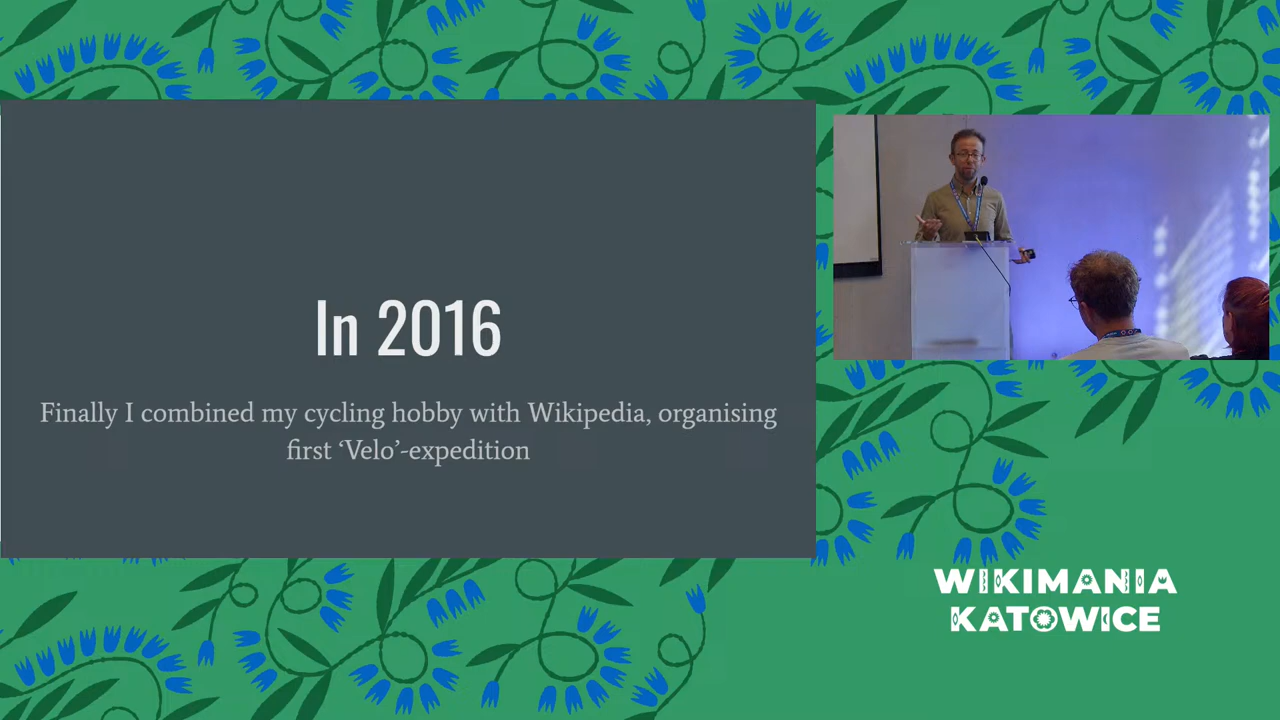 In 2016
Finally I combined my cycling hobby with Wikipedia, organising
first ‘Velo’-expedition
WIKIMANIA
KATOWICE